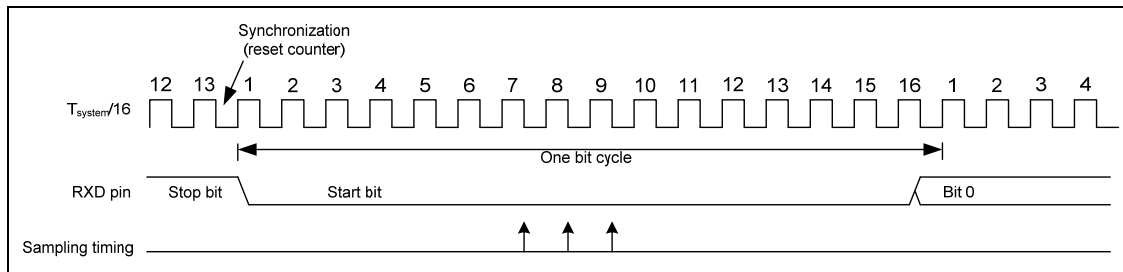 Synchronization
(reset counter)
12 13 1 2 3 4 5 6 7 8 9 10 11 12 13 14 15 16 1 2 3 4
Tsystem/16
One bit cycle
RXD pin Stop bit Start bit Bit 0
Sampling timing